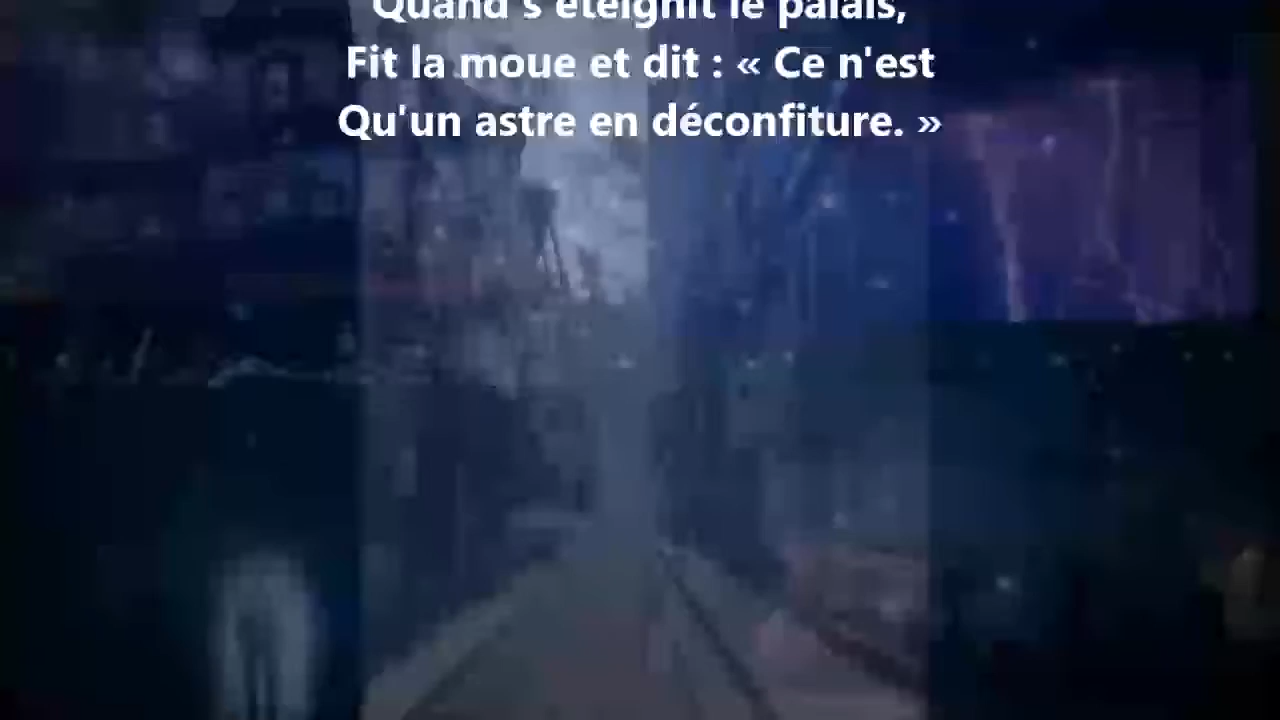 Quand s'éteignit le palais,
Fit la moue et dit : « Ce n'est
Qu'un astre en déconfiture. »